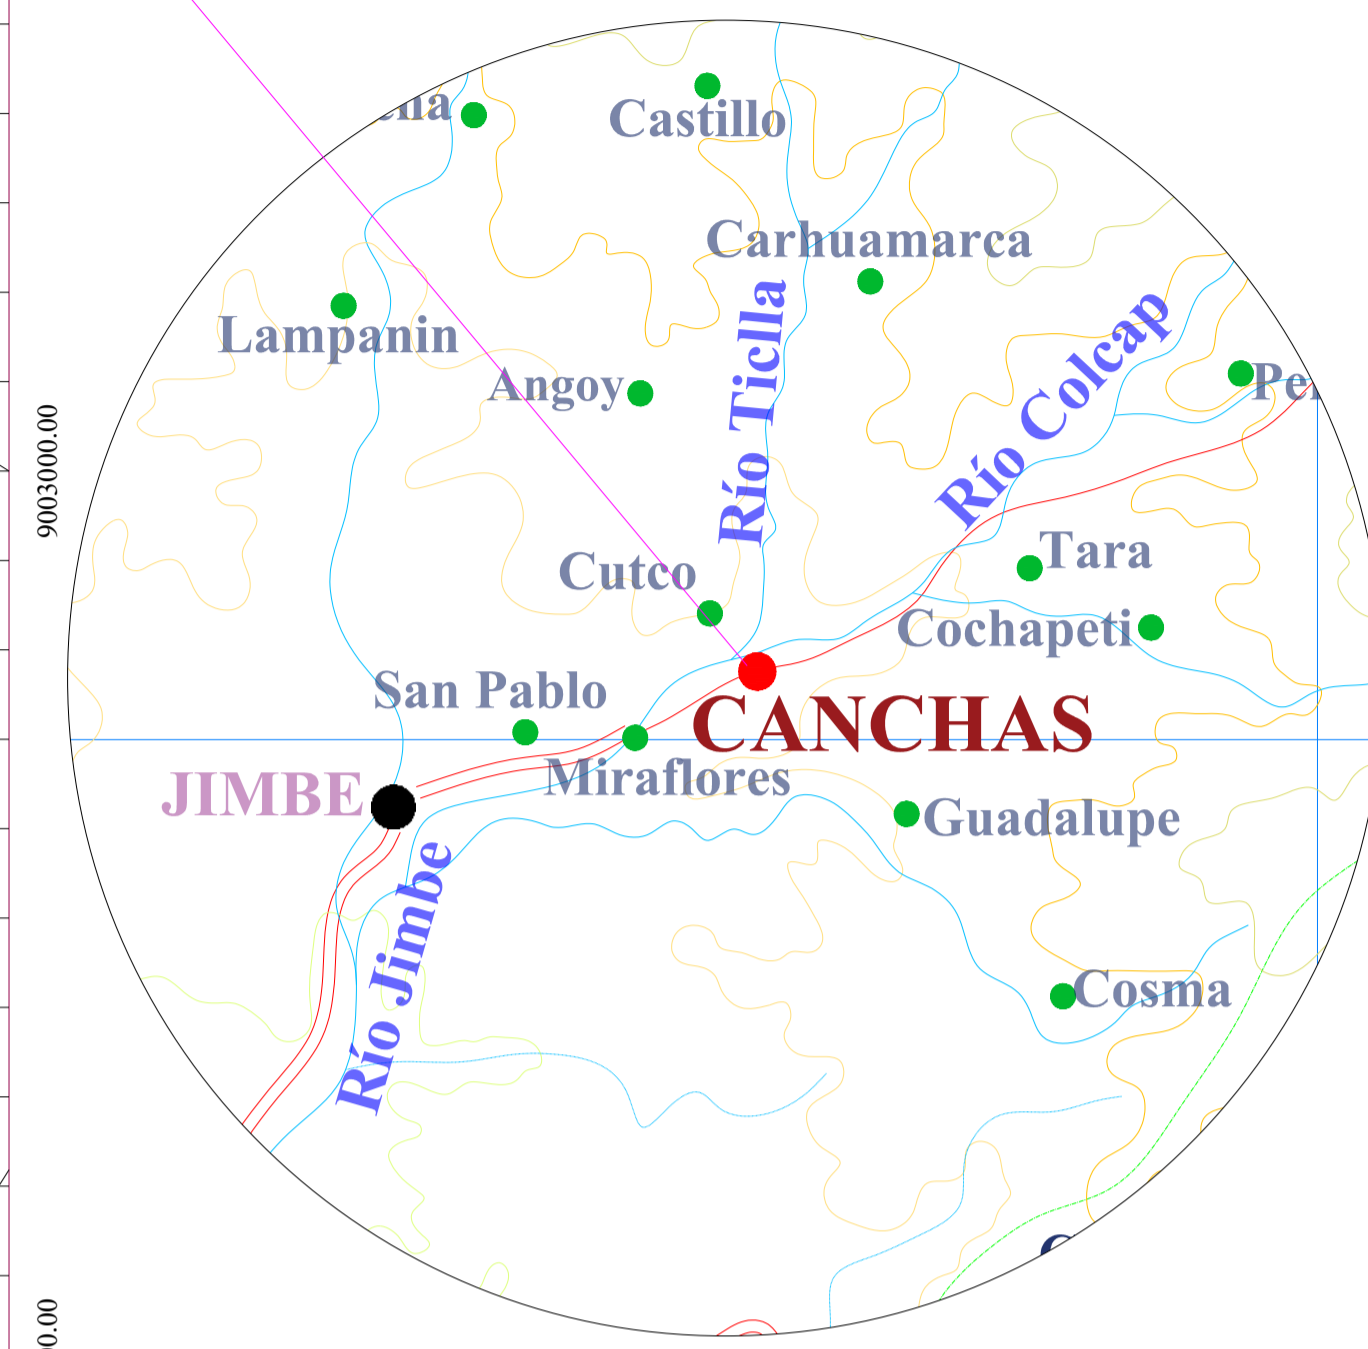 Castillo
Carhuamarca
Lampanin
Angoy
Río Ticlla
Río Colcap
9003000.00
Tara
Cutco
Cochapeti
San Pablo
CANCHAS
Miraflores
JIMBE
Guadalupe
Río Jimbe
Cosma